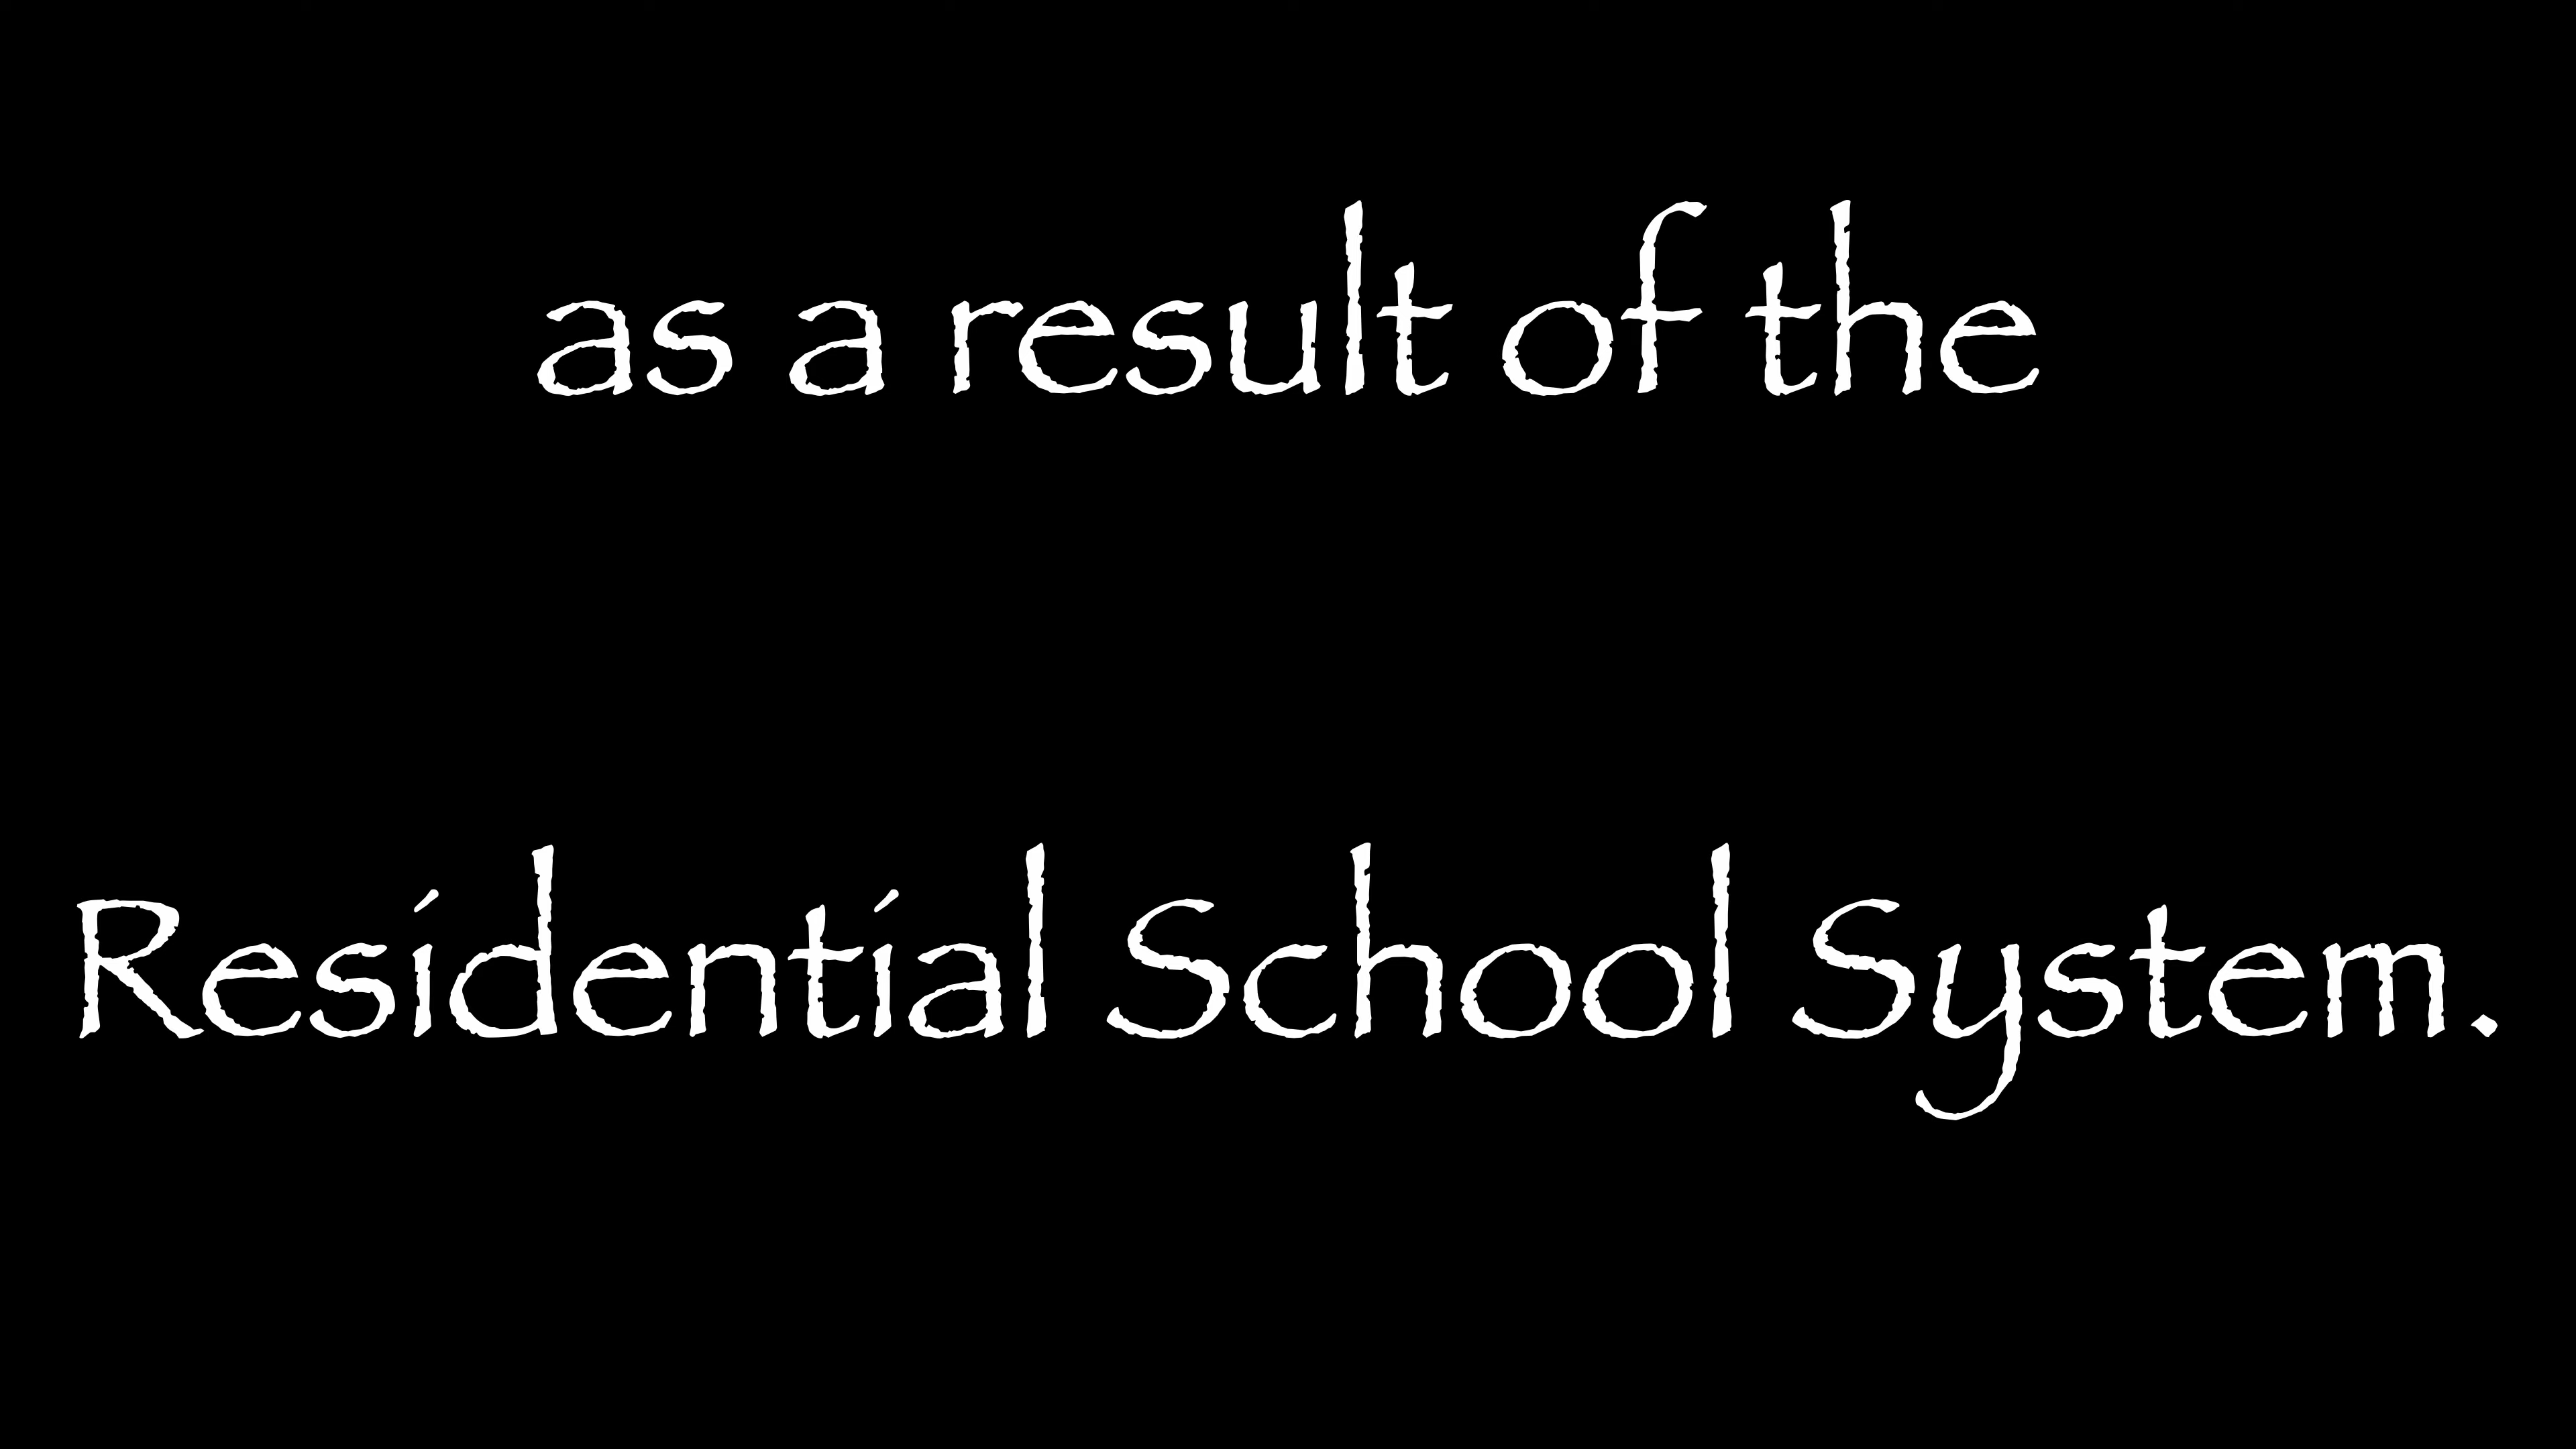 as a result of the
Residential School System.